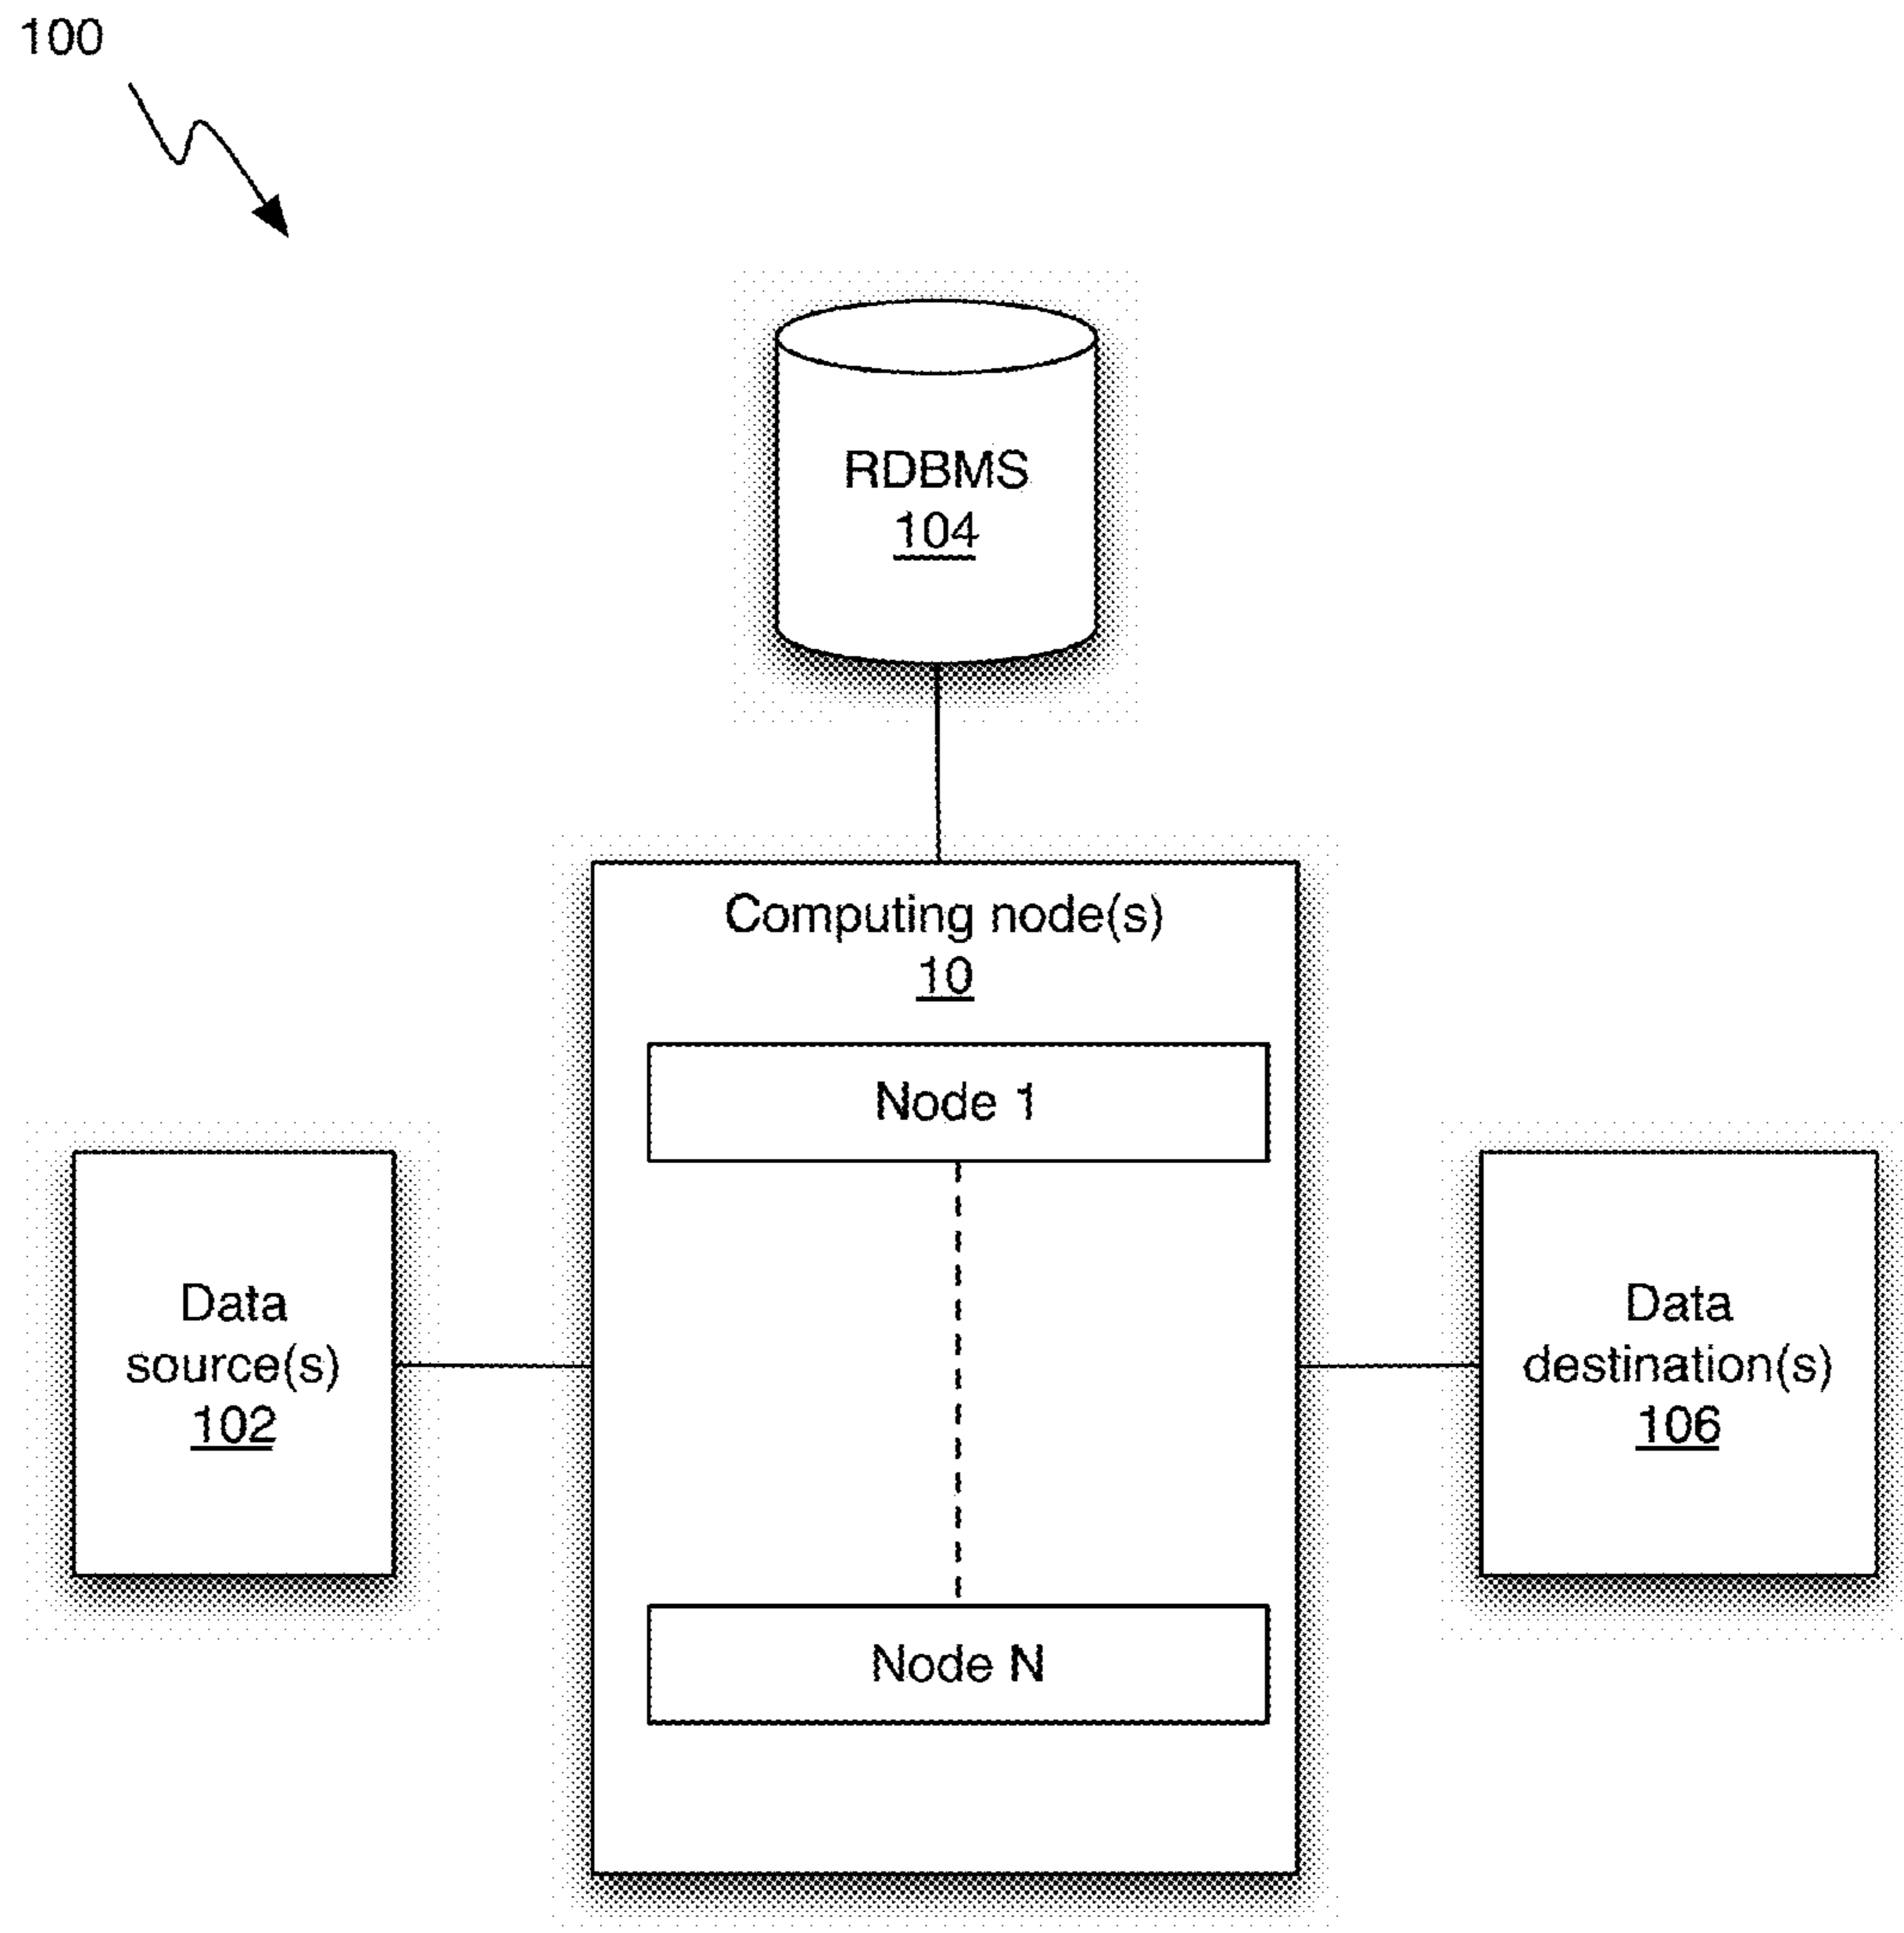 100
RDBMS
104
Computing node(s)
10
Node 1
Data
source(s)
102
Data
destination(s)
106
Node N